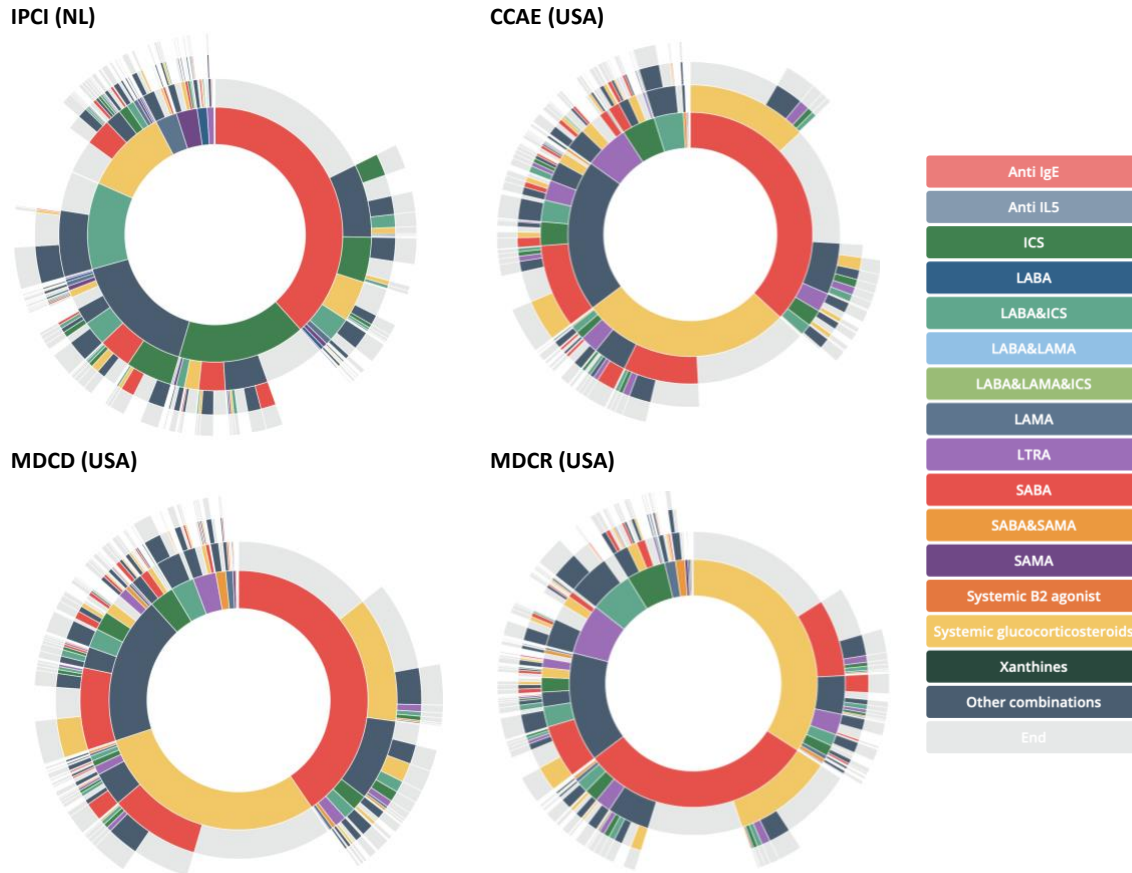 IPCI (NL)
CCAE (USA)
MDCD (USA)
MDCR (USA)
Anti IgE
Anti IL5
ICS
LABA
LABA&ICS
LABA&LAMA
LABA&LAMA&ICS
LAMA
LTRA
SABA
SABA&SAMA
SAMA
Systemic B2 agonist
Systemic glucocorticosteroids
Xanthines
Other combinations
End